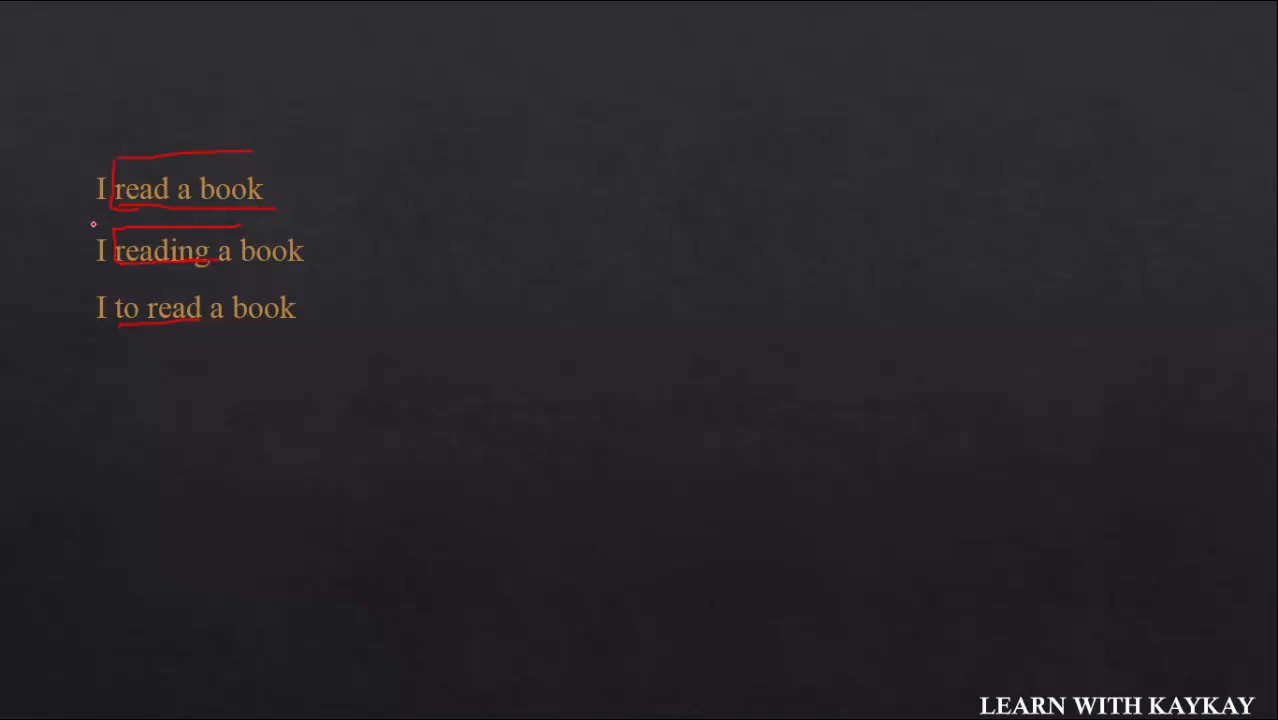 I read a book
I reading a book
I to read a book
LEARN WITH KAYKAY